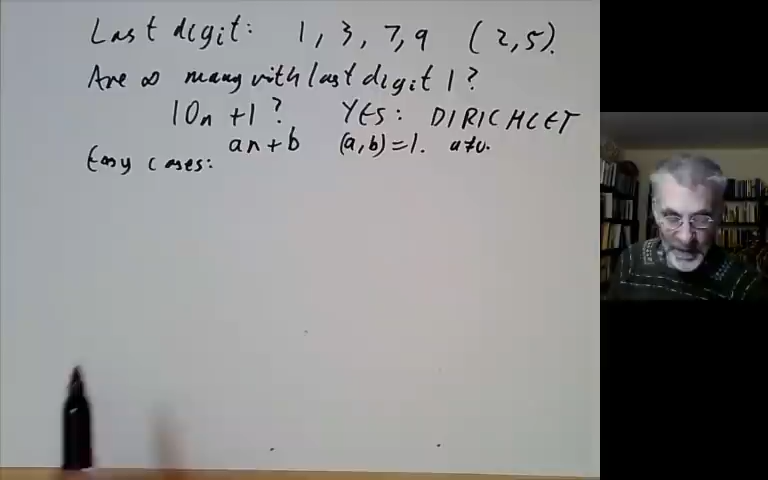 Last digit: 1, 3, 7, 9 (2, 5).
Are ∞ many with last digit 1?
10n + 1? YES: DIRICHLET
an + b (a, b) = 1. a≠0.
Easy cases: